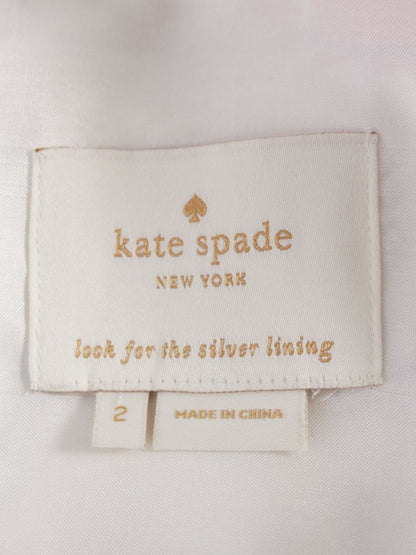 kate spade
NEW YORK
look for the silver lining
2
MADE IN CHINA